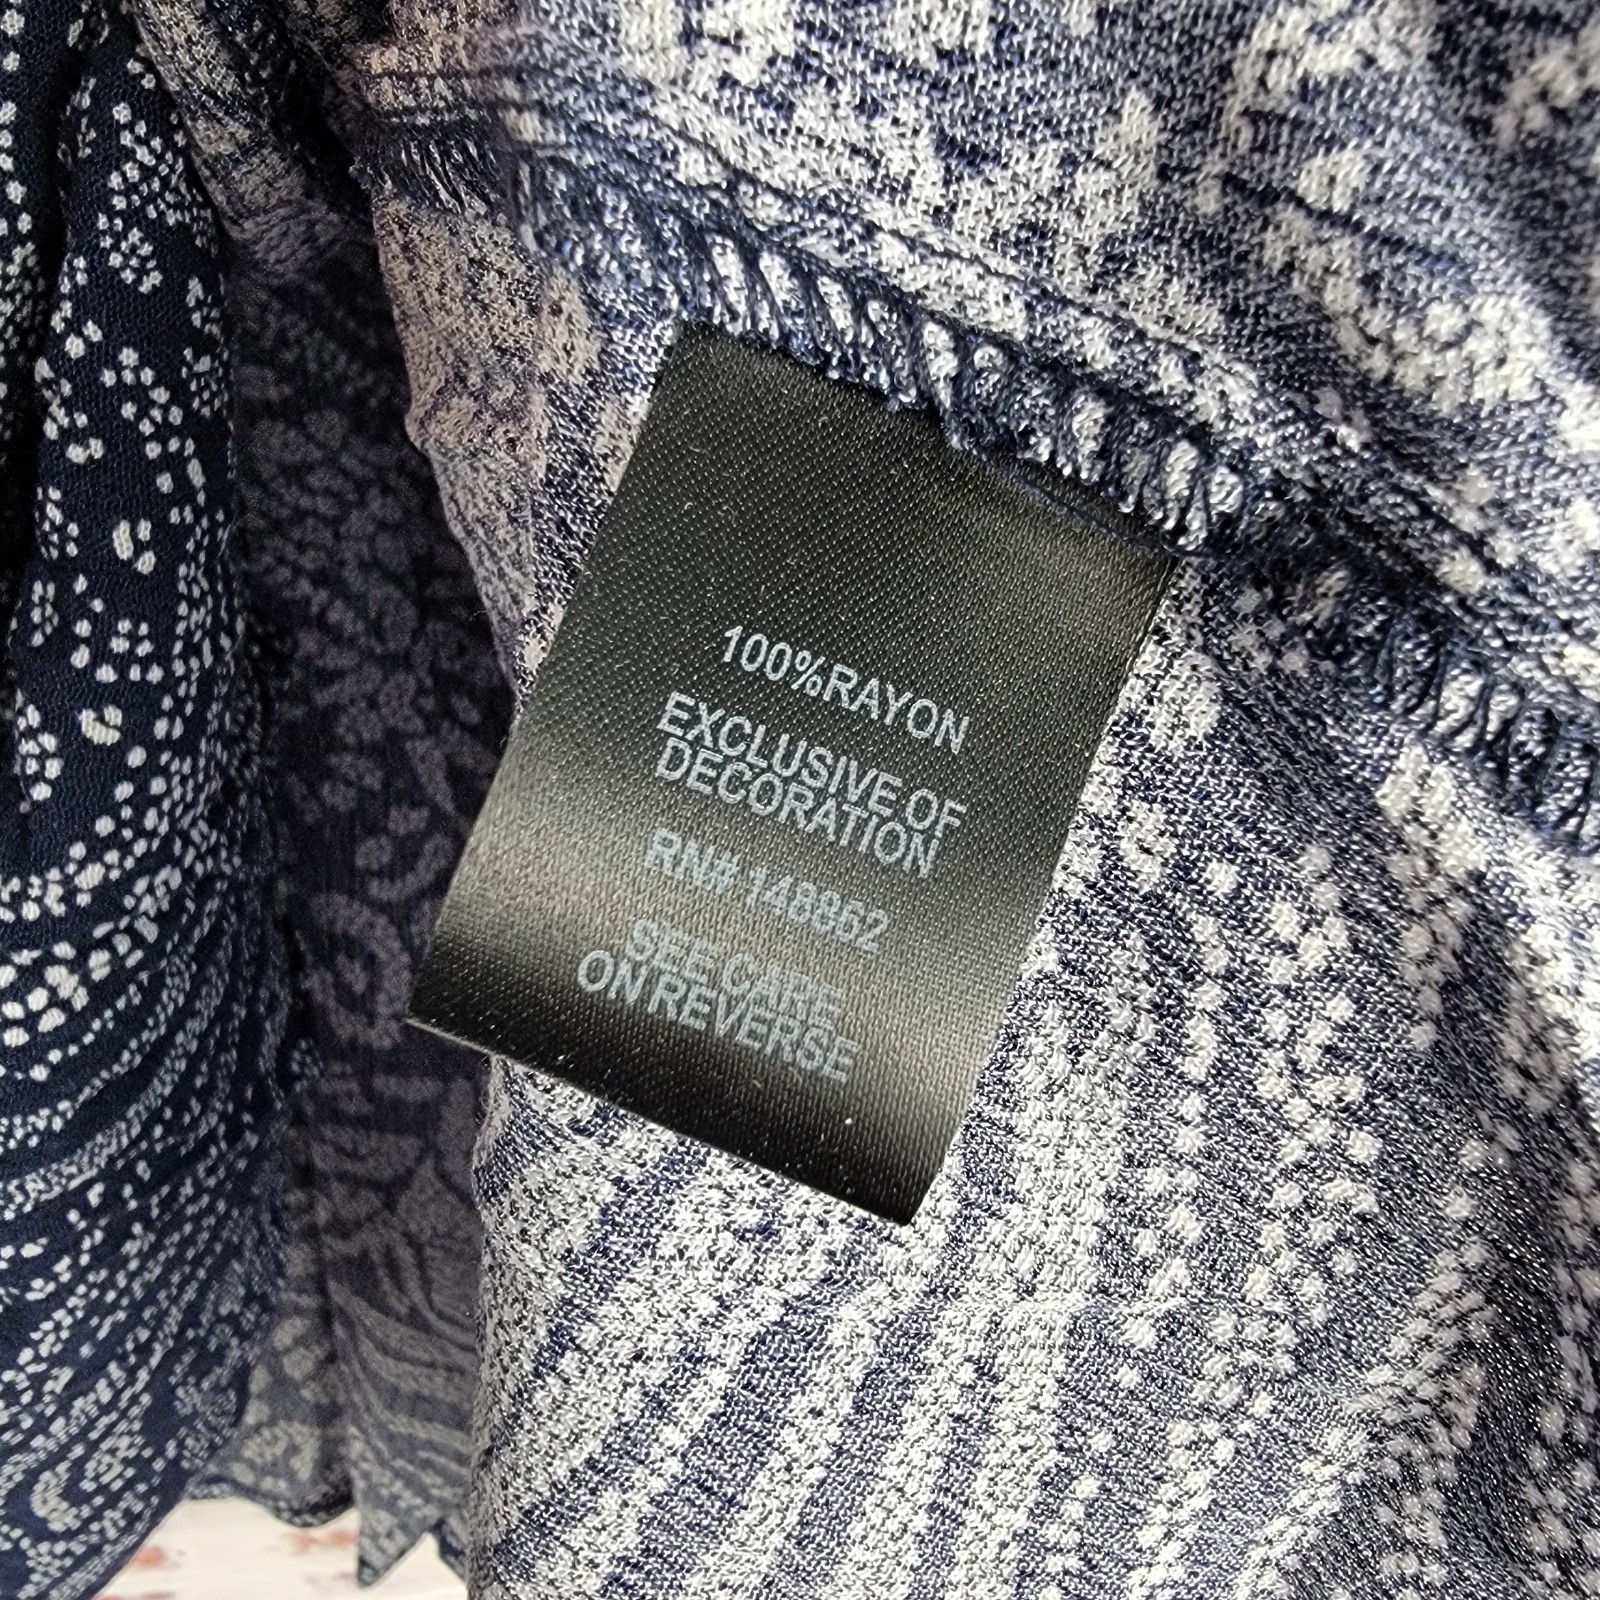 100%RAYON
EXCLUSIVE OF
DECORATION
RN# 148862
SEE CARE
ON REVERSE